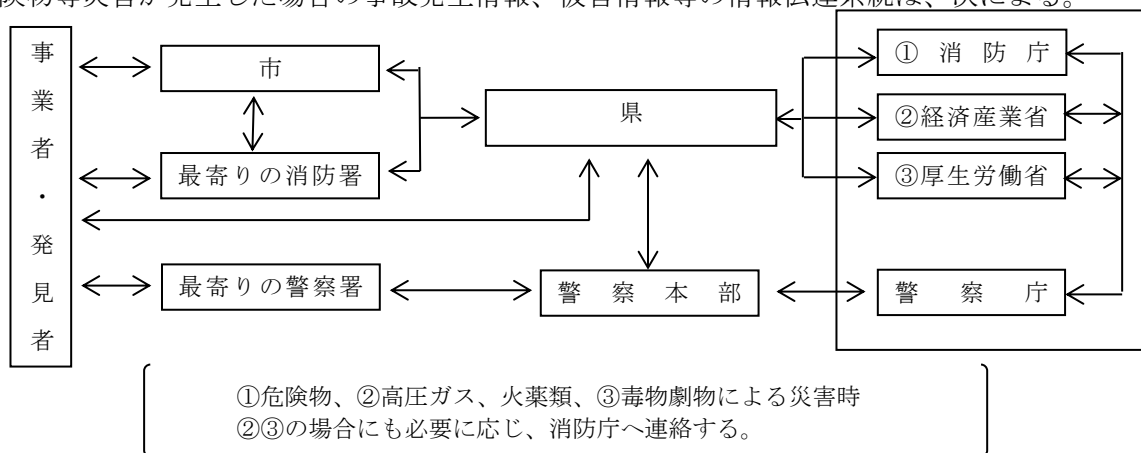 険物等災害が発生した場合の事故発生情報、被害情報等の情報伝達系統は、次による。
事業者・発見者
市
最寄りの消防署
最寄りの警察署
県
警察本部
①消防庁
②経済産業省
③厚生労働省
警察庁
①危険物、②高圧ガス、火薬類、③毒物劇物による災害時
②③の場合にも必要に応じ、消防庁へ連絡する。